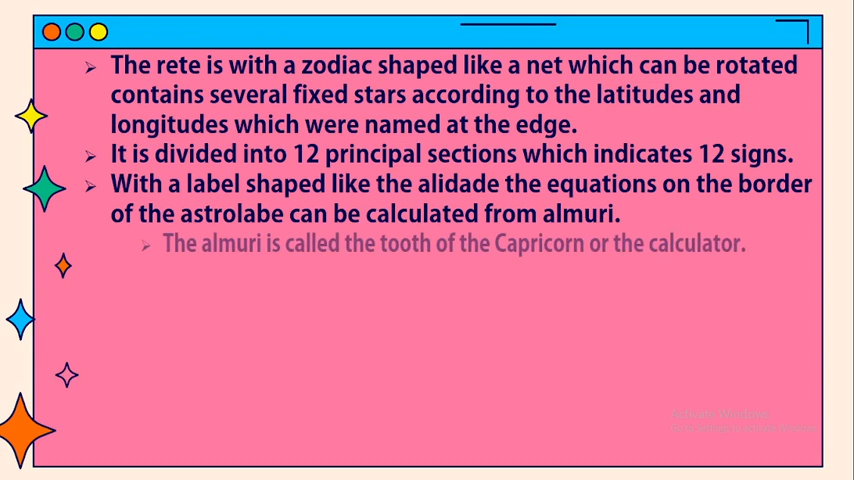 The rete is with a zodiac shaped like a net which can be rotated
contains several fixed stars according to the latitudes and
longitudes which were named at the edge.
It is divided into 12 principal sections which indicates 12 signs.
With a label shaped like the alidade the equations on the border
of the astrolabe can be calculated from almuri.
The almuri is called the tooth of the Capricorn or the calculator.
Activate Windows